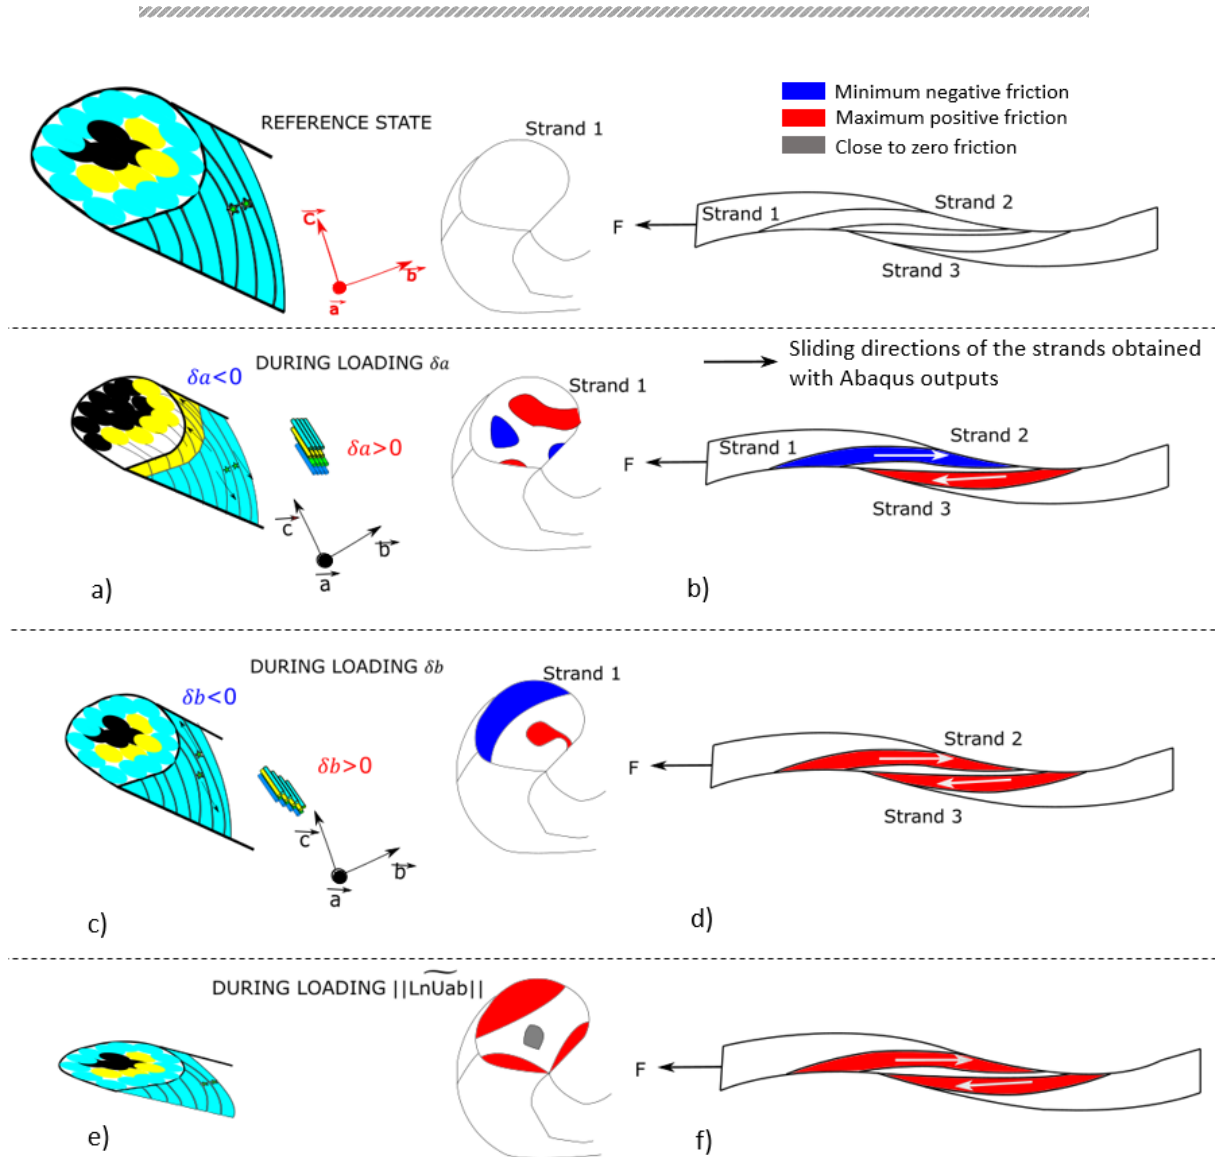 REFERENCE STATE
Strand 1
Minimum negative friction
Maximum positive friction
Close to zero friction
c
b
a
F
Strand 1
Strand 2
Strand 3
DURING LOADING δa
δa<0
δa>0
c
b
a
a)
Strand 1
Sliding directions of the strands obtained
with Abaqus outputs
F
Strand 1
Strand 2
Strand 3
b)
DURING LOADING δb
δb<0
δb>0
c
b
a
c)
Strand 1
F
Strand 2
Strand 3
d)
DURING LOADING ||LnUab||
e)
F
f)